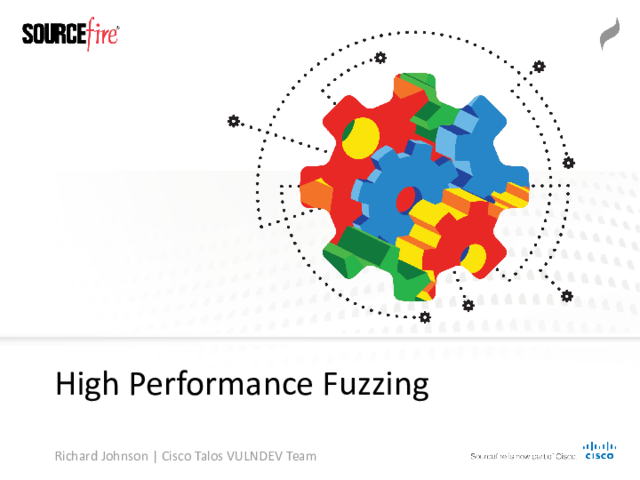 SOURCEfire®
High Performance Fuzzing
Richard Johnson | Cisco Talos VULNDEV Team
Sourcefire is now part of Cisco.
CISCO